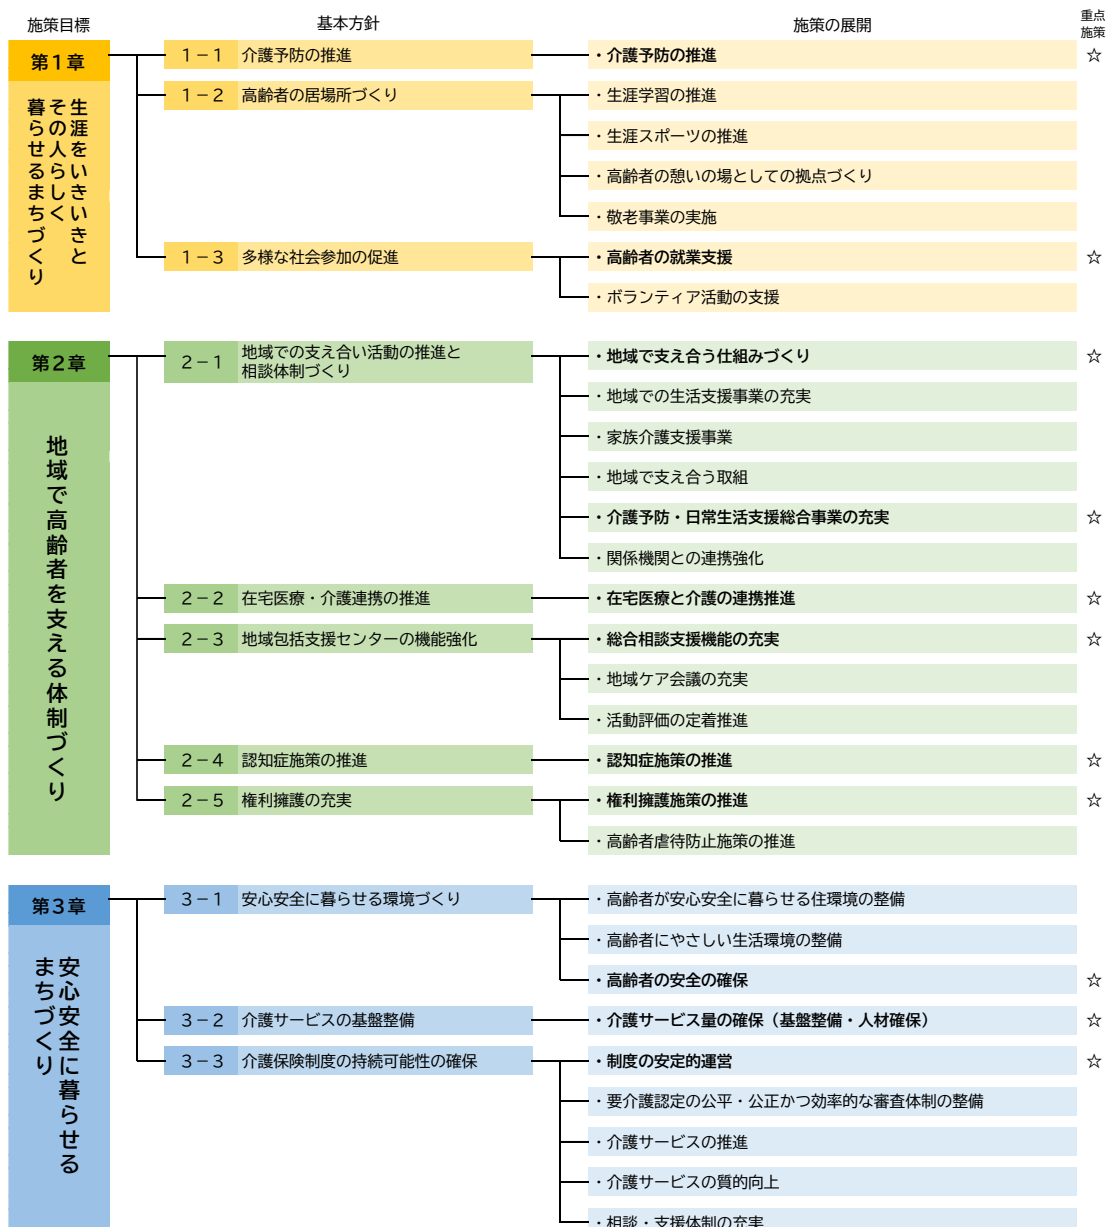 施策目標
基本方針
施策の展開
重点
施策
第1章
生涯をいきいきと
その人らしく
暮らせるまちづくり
1－1 介護予防の推進
・介護予防の推進
☆
1－2 高齢者の居場所づくり
・生涯学習の推進
・生涯スポーツの推進
・高齢者の憩いの場としての拠点づくり
・敬老事業の実施
1－3 多様な社会参加の促進
・高齢者の就業支援
☆
・ボランティア活動の支援
第2章
地域で高齢者を支える体制づくり
2－1 地域での支え合い活動の推進と
相談体制づくり
・地域で支え合う仕組みづくり
☆
・地域での生活支援事業の充実
・家族介護支援事業
・地域で支え合う取組
・介護予防・日常生活支援総合事業の充実
☆
・関係機関との連携強化
2－2 在宅医療・介護連携の推進
・在宅医療と介護の連携推進
☆
2－3 地域包括支援センターの機能強化
・総合相談支援機能の充実
☆
・地域ケア会議の充実
・活動評価の定着推進
2－4 認知症施策の推進
・認知症施策の推進
☆
2－5 権利擁護の充実
・権利擁護施策の推進
☆
・高齢者虐待防止施策の推進
第3章
安心安全に暮らせる
まちづくり
3－1 安心安全に暮らせる環境づくり
・高齢者が安心安全に暮らせる住環境の整備
・高齢者にやさしい生活環境の整備
・高齢者の安全の確保
☆
3－2 介護サービスの基盤整備
・介護サービス量の確保（基盤整備・人材確保）
☆
3－3 介護保険制度の持続可能性の確保
・制度の安定的運営
☆
・要介護認定の公平・公正かつ効率的な審査体制の整備
・介護サービスの推進
・介護サービスの質的向上
・相談・支援体制の充実